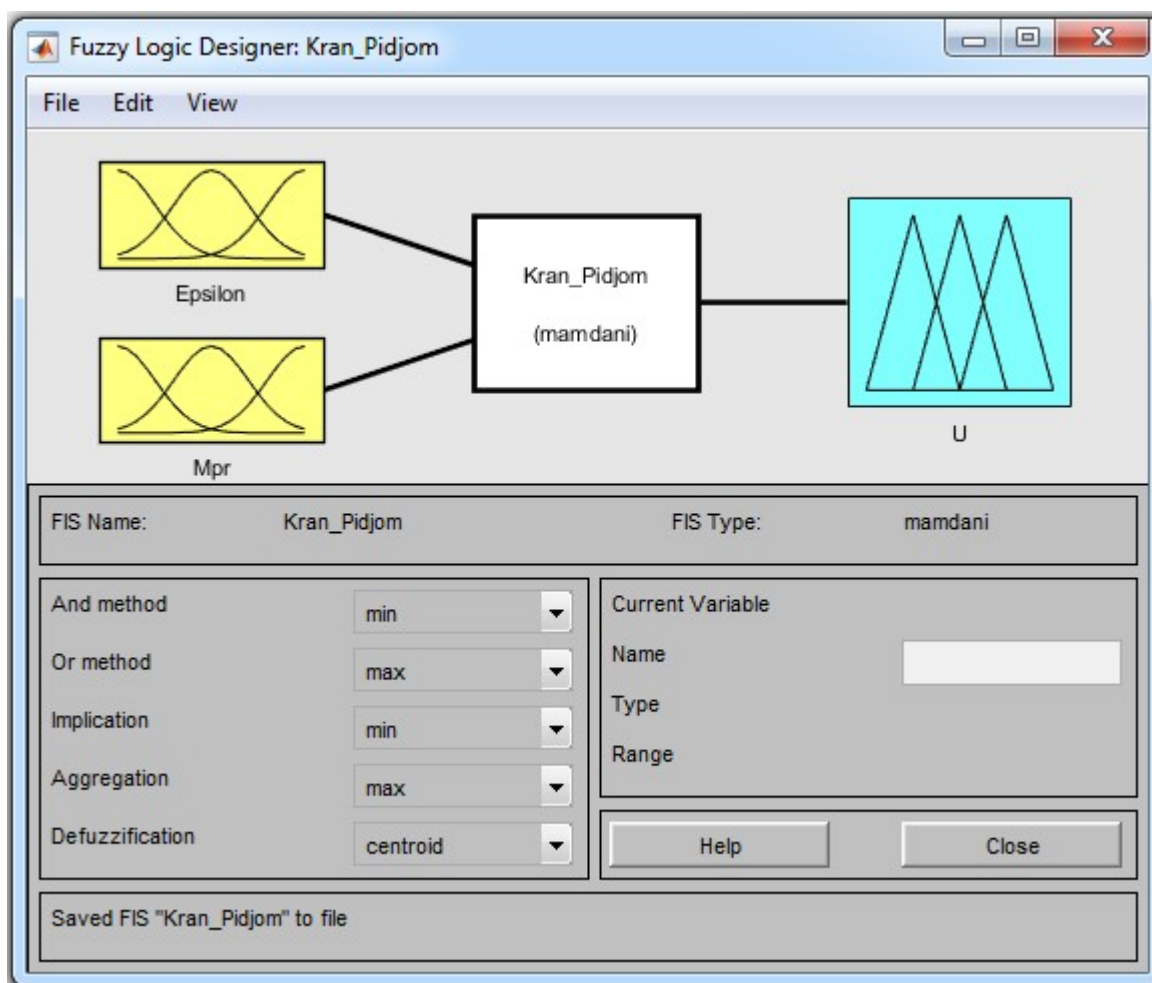 Fuzzy Logic Designer: Kran_Pidjom
File Edit View
Epsilon
Kran_Pidjom
(mamdani)
U
Mpr
FIS Name: Kran_Pidjom FIS Type: mamdani
And method min
Or method max
Implication min
Aggregation max
Defuzzification centroid
Current Variable
Name
Type
Range
Help Close
Saved FIS "Kran_Pidjom" to file